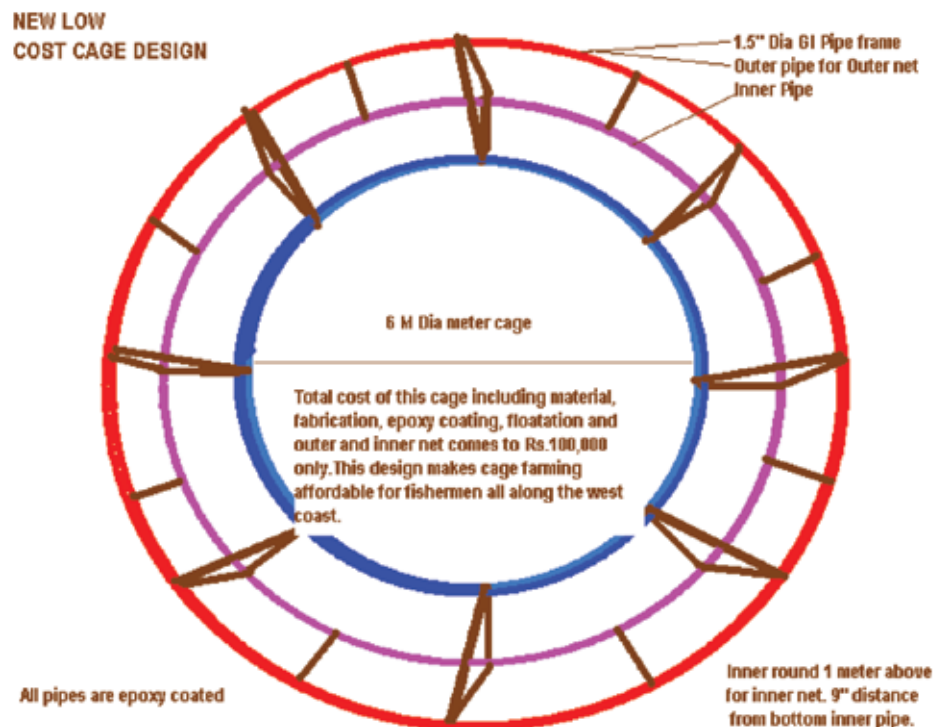 NEW LOW
COST CAGE DESIGN
1.5" Dia GI Pipe frame
Outer pipe for Outer net
Inner Pipe
6 M Dia meter cage
Total cost of this cage including material,
fabrication, epoxy coating, floatation and
outer and inner net comes to Rs.100,000
only.This design makes cage farming
affordable for fishermen all along the west
coast.
All pipes are epoxy coated
Inner round 1 meter above
for inner net. 9" distance
from bottom inner pipe.